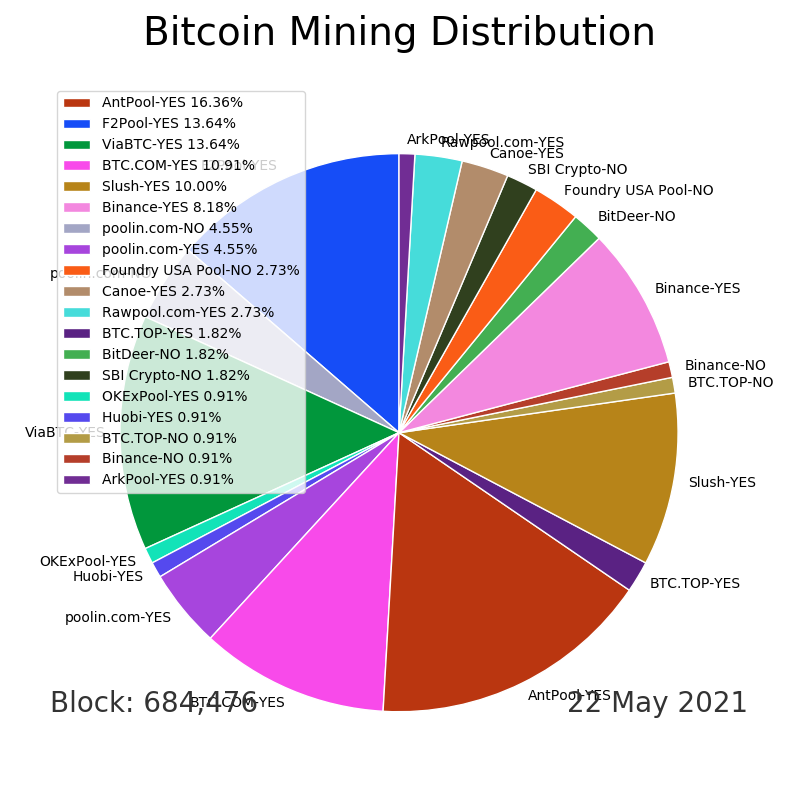 Bitcoin Mining Distribution
AntPool-YES 16.36%
F2Pool-YES 13.64%
ViaBTC-YES 13.64%
BTC.COM-YES 10.91%
Slush-YES 10.00%
Binance-YES 8.18%
poolin.com-NO 4.55%
poolin.com-YES 4.55%
Foundry USA Pool-NO 2.73%
Canoe-YES 2.73%
Rawpool.com-YES 2.73%
BTC.TOP-YES 1.82%
BitDeer-NO 1.82%
SBI Crypto-NO 1.82%
OKExPool-YES 0.91%
Huobi-YES 0.91%
BTC.TOP-NO 0.91%
Binance-NO 0.91%
ArkPool-YES 0.91%
ArkPool-YES
Rawpool.com-YES
Canoe-YES
SBI Crypto-NO
Foundry USA Pool-NO
BitDeer-NO
Binance-YES
Binance-NO
BTC.TOP-NO
Slush-YES
BTC.TOP-YES
AntPool-YES
BTC.COM-YES
poolin.com-YES
Huobi-YES
OKExPool-YES
ViaBTC-YES
Block: 684,476
22 May 2021